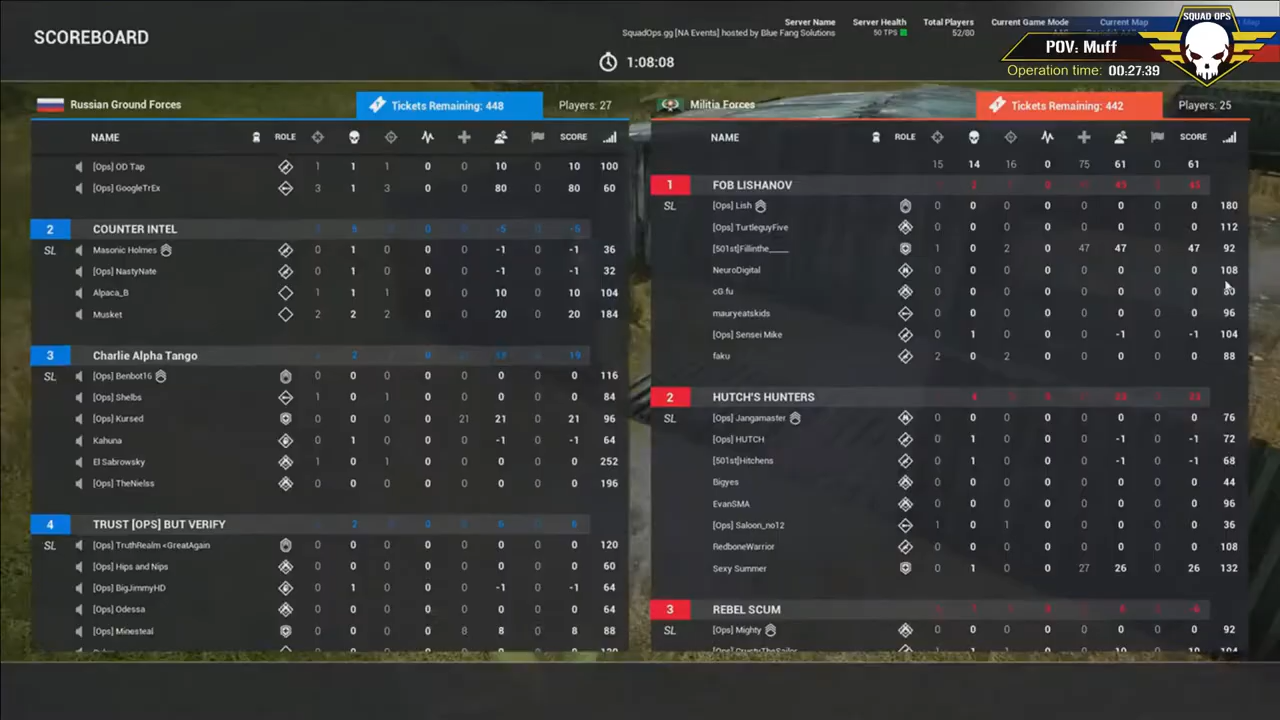 SCOREBOARD
Server Name Server Health Total Players Current Game Mode Current Map
SquadOps.gg [NA Events] hosted by Blue Fang Solutions 50 TPS 52/80
SQUAD OPS
POV: Muff
Operation time: 00:27:39
1:08:08
Russian Ground Forces Tickets Remaining: 448 Players: 27
NAME ROLE SCORE
[Ops] OD Tap 1 1 1 0 0 10 0 10 100
[Ops] GoogleTrEx 3 1 3 0 0 80 0 80 60
2 COUNTER INTEL 5 0 -5 0 -5
SL Masonic Holmes 0 1 0 0 0 -1 0 -1 36
[Ops] NastyNate 0 1 0 0 0 -1 0 -1 32
Alpaca_B 1 1 1 0 0 10 0 10 104
Musket 2 2 2 0 0 20 0 20 184
3 Charlie Alpha Tango 2 0 19 0 19
SL [Ops] Benbot16 0 0 0 0 0 0 0 0 116
[Ops] Shelbs 1 0 1 0 0 0 0 0 84
[Ops] Kursed 0 0 0 0 21 21 0 21 96
Kahuna 0 1 0 0 0 -1 0 -1 64
El Sabrowsky 1 0 1 0 0 0 0 0 252
[Ops] TheNielss 0 0 0 0 0 0 0 0 196
4 TRUST [OPS] BUT VERIFY 2 0 6 0 6
SL [Ops] TruthRealm <GreatAgain 0 0 0 0 0 0 0 0 120
[Ops] Hips and Nips 0 0 0 0 0 0 0 0 60
[Ops] BigJimmyHD 0 1 0 0 0 -1 0 -1 64
[Ops] Odessa 0 0 0 0 0 0 0 0 64
[Ops] Minesteal 0 0 0 0 8 8 0 8 88
Militia Forces Tickets Remaining: 442 Players: 25
NAME ROLE SCORE
15 14 16 0 75 61 0 61
1 FOB LISHANOV 2 0 45 0 45
SL [Ops] Lish 0 0 0 0 0 0 0 0 180
[Ops] TurtleguyFive 0 0 0 0 0 0 0 0 112
[501st]Fillinthe____ 1 0 2 0 47 47 0 47 92
NeuroDigital 0 0 0 0 0 0 0 0 108
cG fu 0 0 0 0 0 0 0 0 80
mauryeatskids 0 0 0 0 0 0 0 0 96
[Ops] Sensei Mike 0 1 0 0 0 -1 0 -1 104
faku 2 0 2 0 0 0 0 0 88
2 HUTCH'S HUNTERS 4
SL [Ops] Jangamaster 0 0 0 0 0 0 0 0 76
[Ops] HUTCH 0 1 0 0 0 -1 0 -1 72
[501st]Hitchens 0 1 0 0 0 -1 0 -1 68
Bigyes 0 0 0 0 0 0 0 0 44
EvanSMA 0 0 0 0 0 0 0 0 96
[Ops] Saloon_no12 1 0 1 0 0 0 0 0 36
RedboneWarrior 0 0 0 0 0 0 0 0 108
Sexy Summer 0 1 0 0 27 26 0 26 132
3 REBEL SCUM
SL [Ops] Mighty 0 0 0 0 0 0 0 0 92